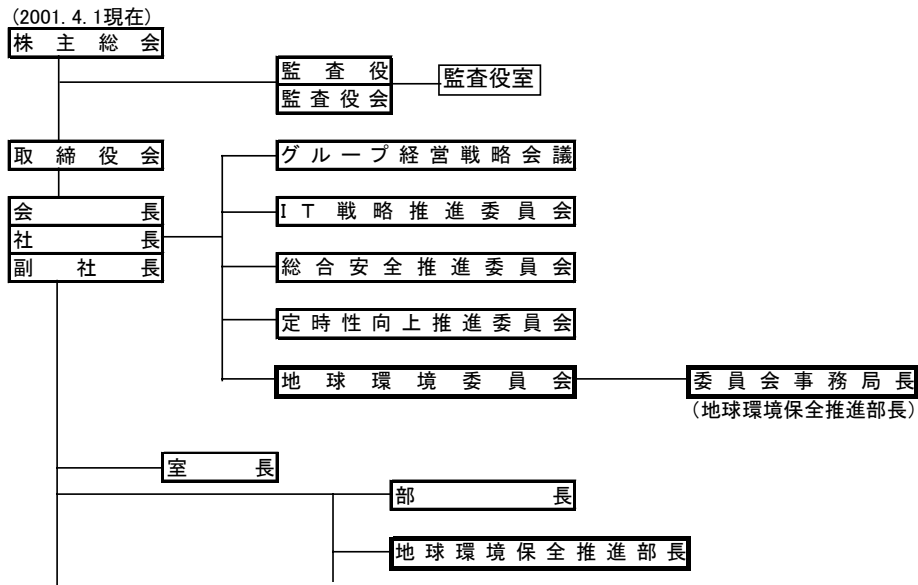 (2001.4.1現在)
株主総会
監査役
監査役会
監査役室
取締役会
グループ経営戦略会議
会長
IT戦略推進委員会
社長
副社長
総合安全推進委員会
定時性向上推進委員会
地球環境委員会
委員会事務局長
(地球環境保全推進部長)
室長
部長
地球環境保全推進部長